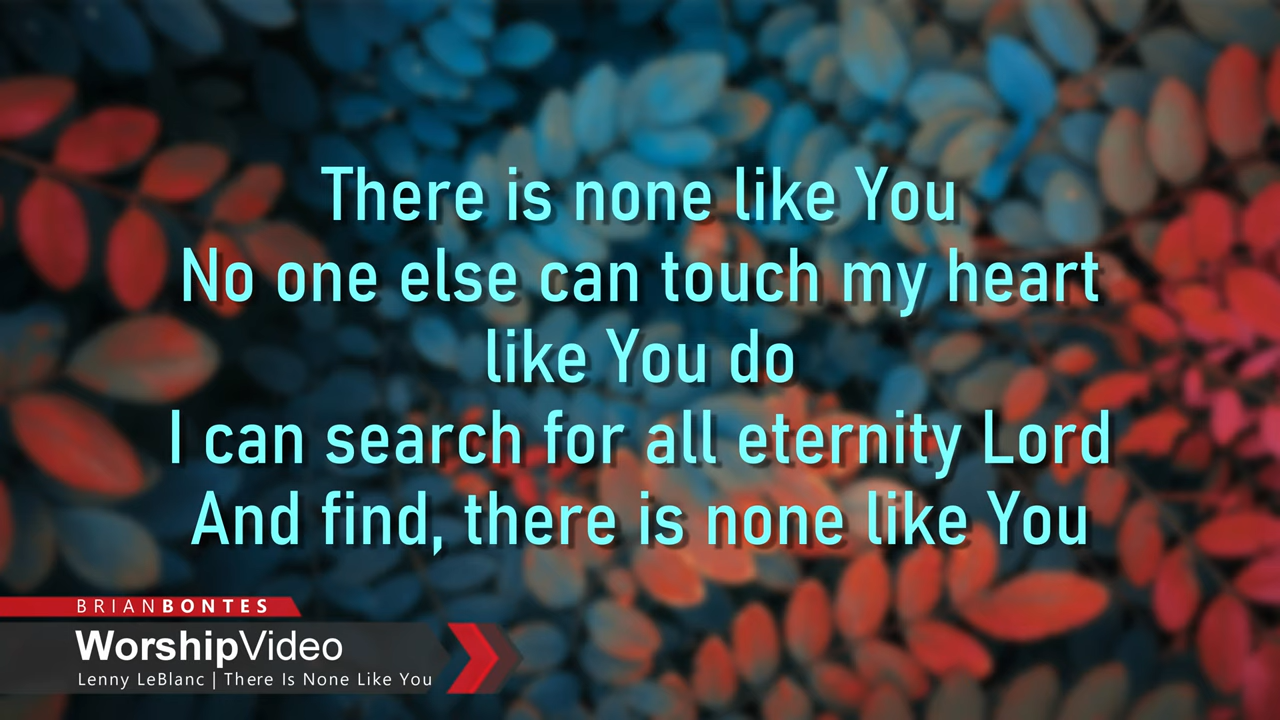 There is none like You
No one else can touch my heart
like You do
I can search for all eternity Lord
And find, there is none like You
BRIANBONTES
WorshipVideo
Lenny LeBlanc | There Is None Like You